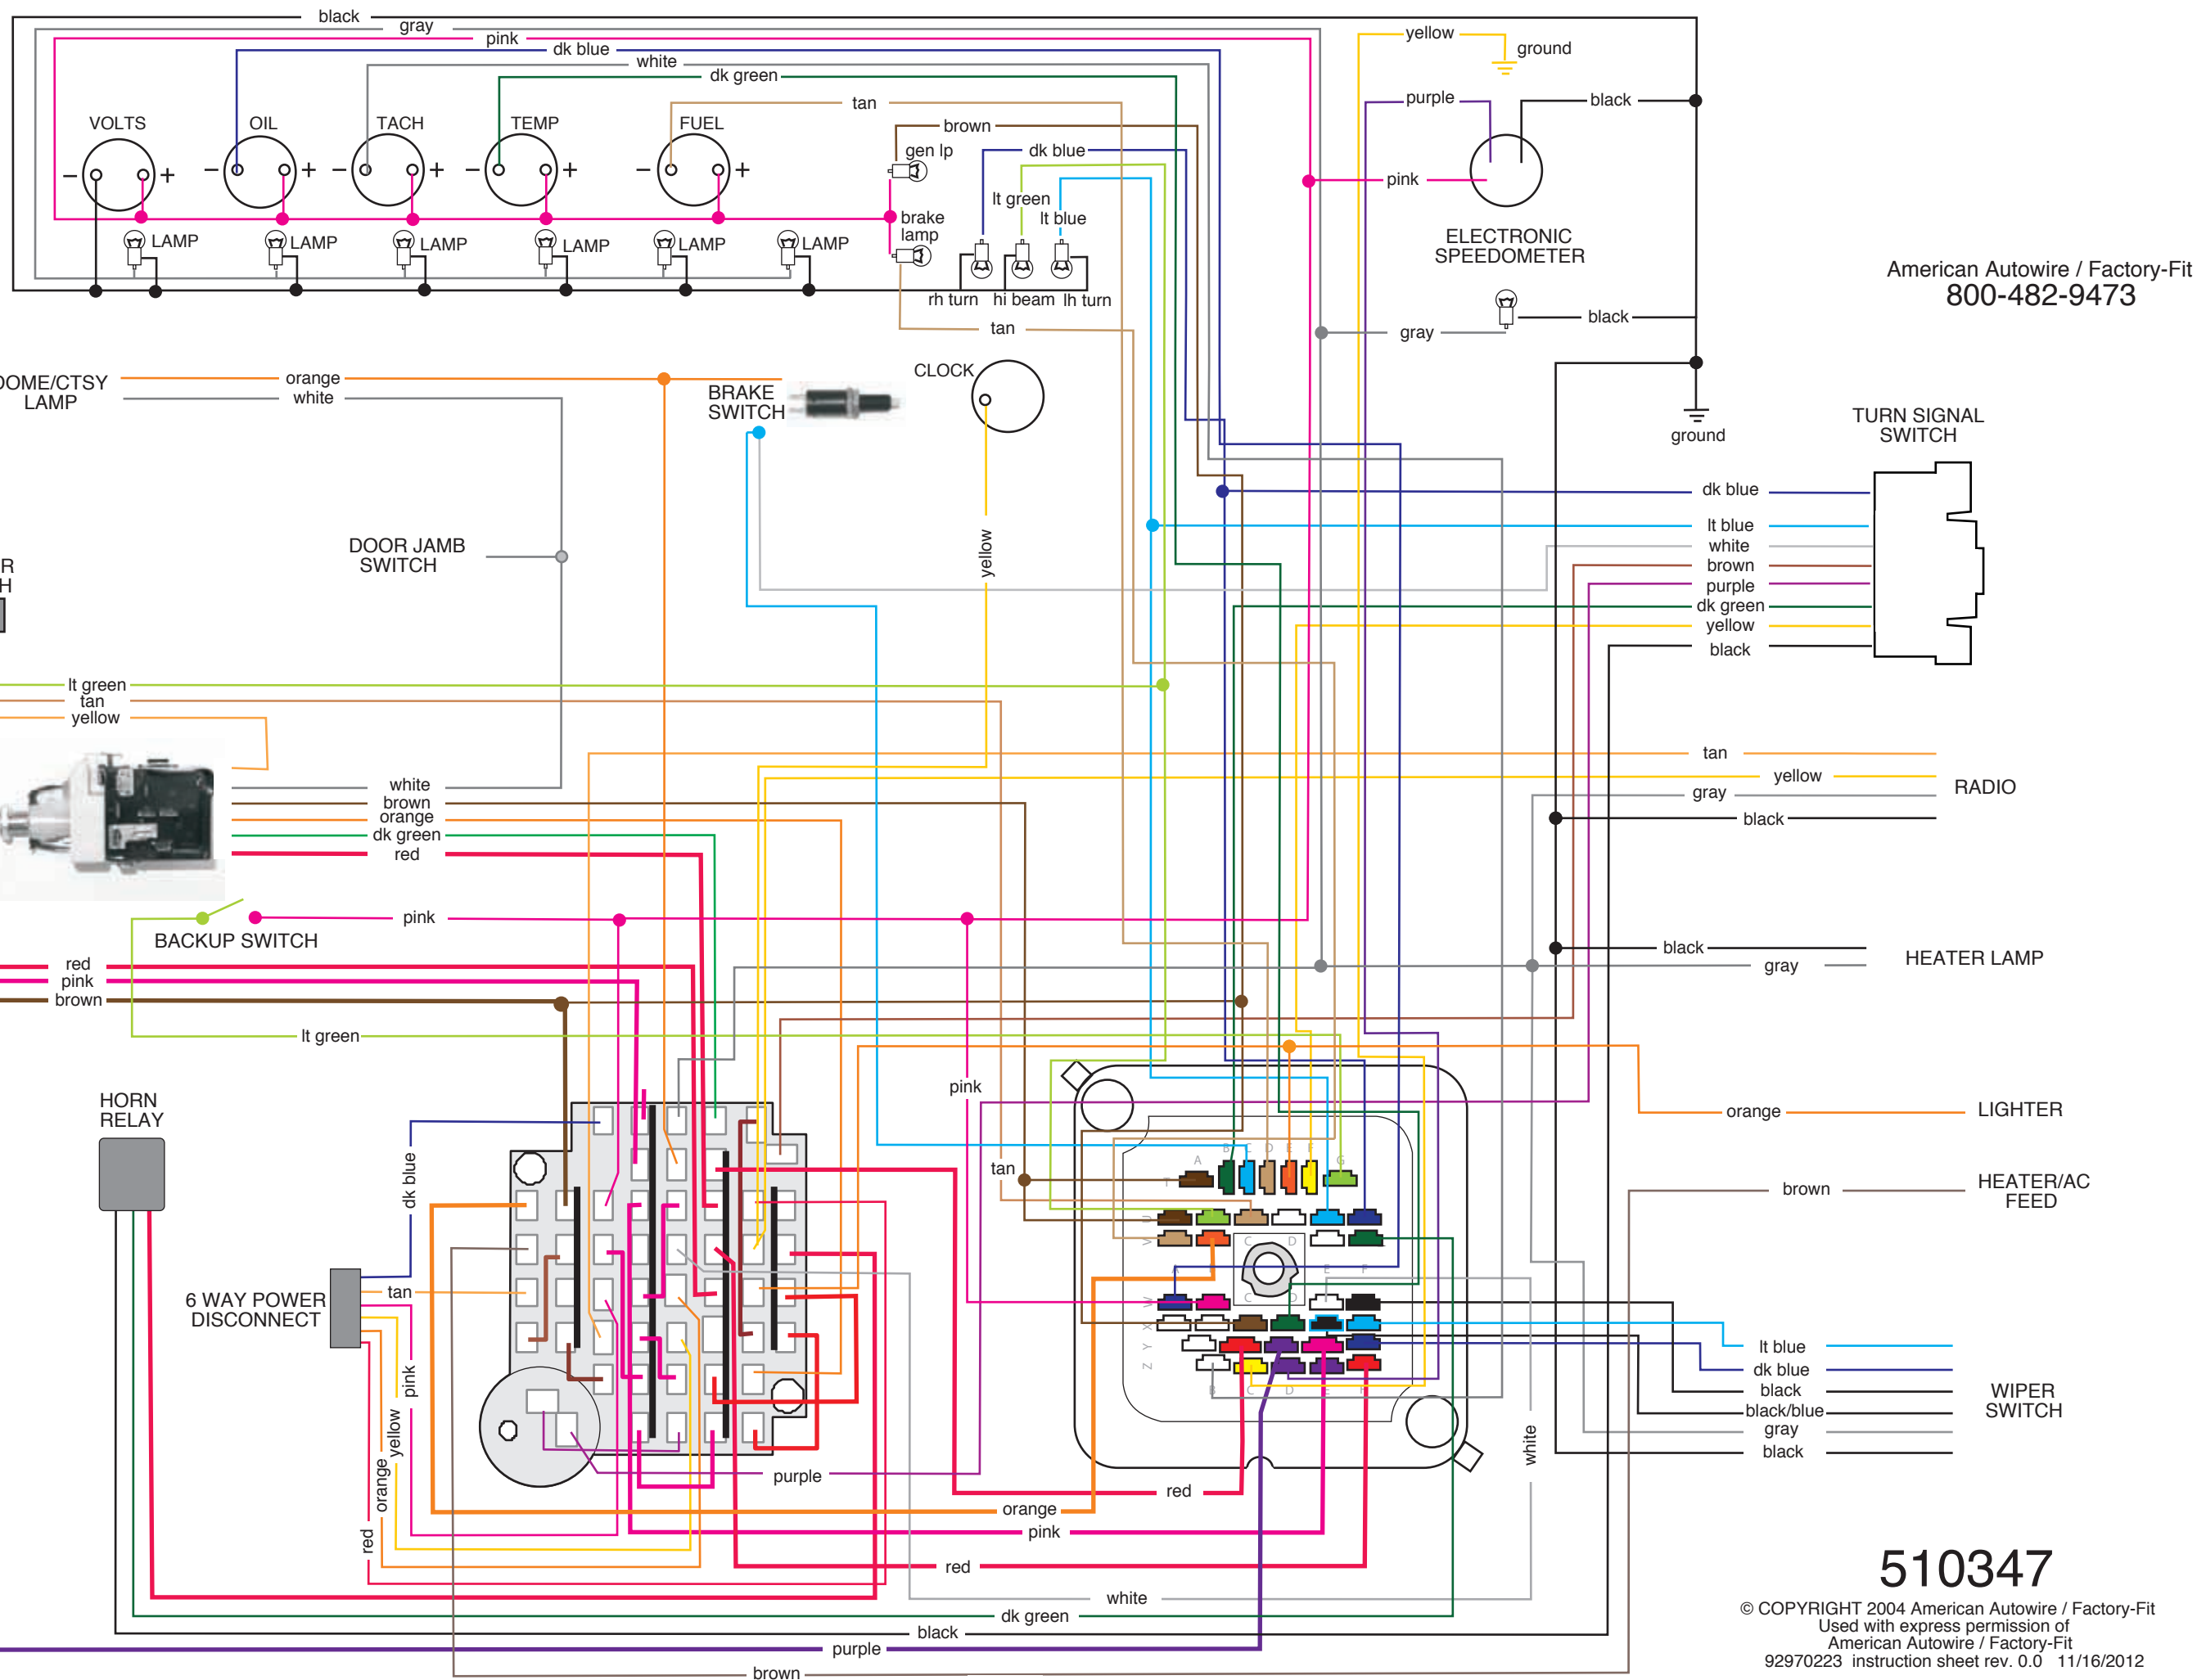 black
gray
pink
dk blue
white
dk green
tan
yellow
ground
purple
black
VOLTS
OIL
TACH
TEMP
FUEL
brown
gen lp
dk blue
- +
- +
- +
- +
- +
pink
lt green
lt blue
brake
lamp
LAMP
LAMP
LAMP
LAMP
LAMP
LAMP
ELECTRONIC
SPEEDOMETER
American Autowire / Factory-Fit
800-482-9473
rh turn
hi beam
lh turn
tan
black
gray
DOME/CTSY
LAMP
orange
white
BRAKE
SWITCH
CLOCK
ground
TURN SIGNAL
SWITCH
dk blue
lt blue
white
brown
purple
dk green
yellow
black
yellow
DOOR JAMB
SWITCH
R
H
lt green
tan
yellow
white
brown
orange
dk green
red
tan
yellow
gray
black
RADIO
pink
BACKUP SWITCH
red
pink
brown
lt green
black
gray
HEATER LAMP
HORN
RELAY
dk blue
pink
orange
LIGHTER
tan
brown
HEATER/AC
FEED
A B C D E F G
T
U
V
C D
A E F
C D
W
X
Y
Z
B C D E F
6 WAY POWER
DISCONNECT
tan
pink
yellow
orange
red
lt blue
dk blue
black
black/blue
gray
black
WIPER
SWITCH
white
purple
red
orange
pink
red
white
dk green
black
purple
brown
510347
© COPYRIGHT 2004 American Autowire / Factory-Fit
Used with express permission of
American Autowire / Factory-Fit
92970223 instruction sheet rev. 0.0 11/16/2012